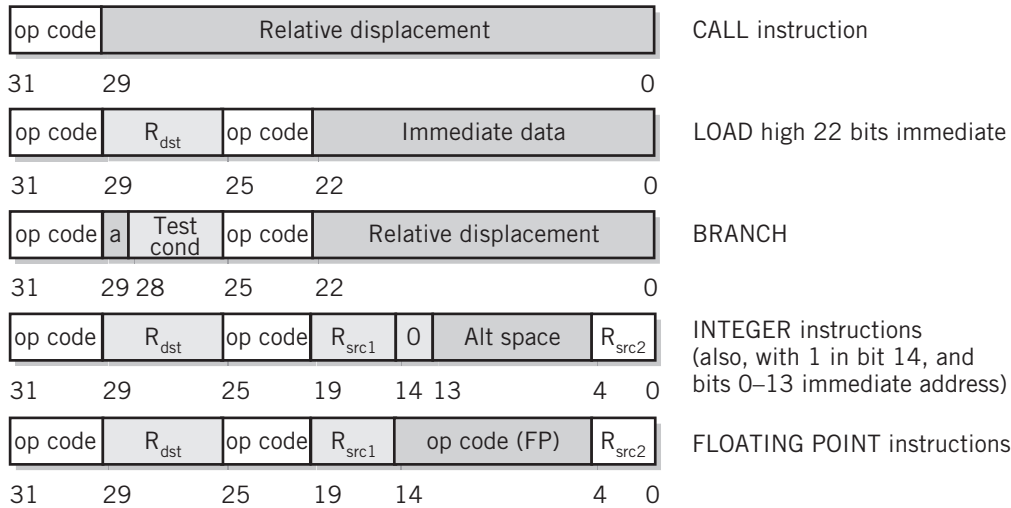 op code Relative displacement CALL instruction
31 29 0
op code Rdst op code Immediate data LOAD high 22 bits immediate
31 29 25 22 0
op code a Test cond op code Relative displacement BRANCH
31 29 28 25 22 0
op code Rdst op code Rsrc1 0 Alt space Rsrc2 INTEGER instructions
(also, with 1 in bit 14, and
bits 0–13 immediate address)
31 29 25 19 14 13 4 0
op code Rdst op code Rsrc1 op code (FP) Rsrc2 FLOATING POINT instructions
31 29 25 19 14 4 0